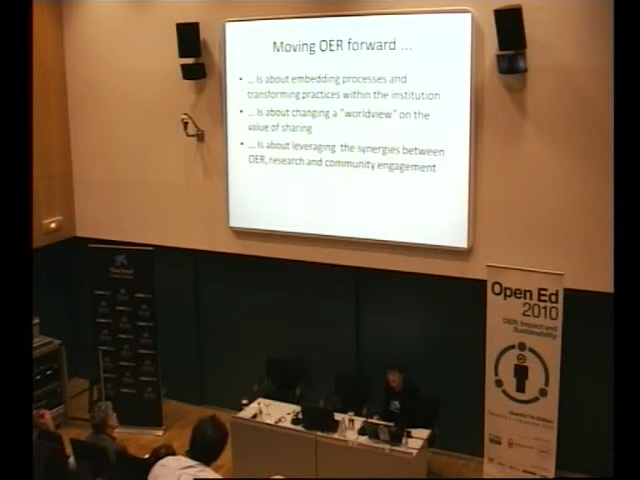 Moving OER forward ...
• ... Is about embedding processes and
transforming practices within the institution
• ... Is about changing a "worldview" on the
value of sharing
• ... Is about leveraging the synergies between
OER, research and community engagement
Open Ed
2010
OER: Impact and
Sustainability